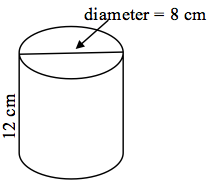 diameter = 8 cm
12 cm